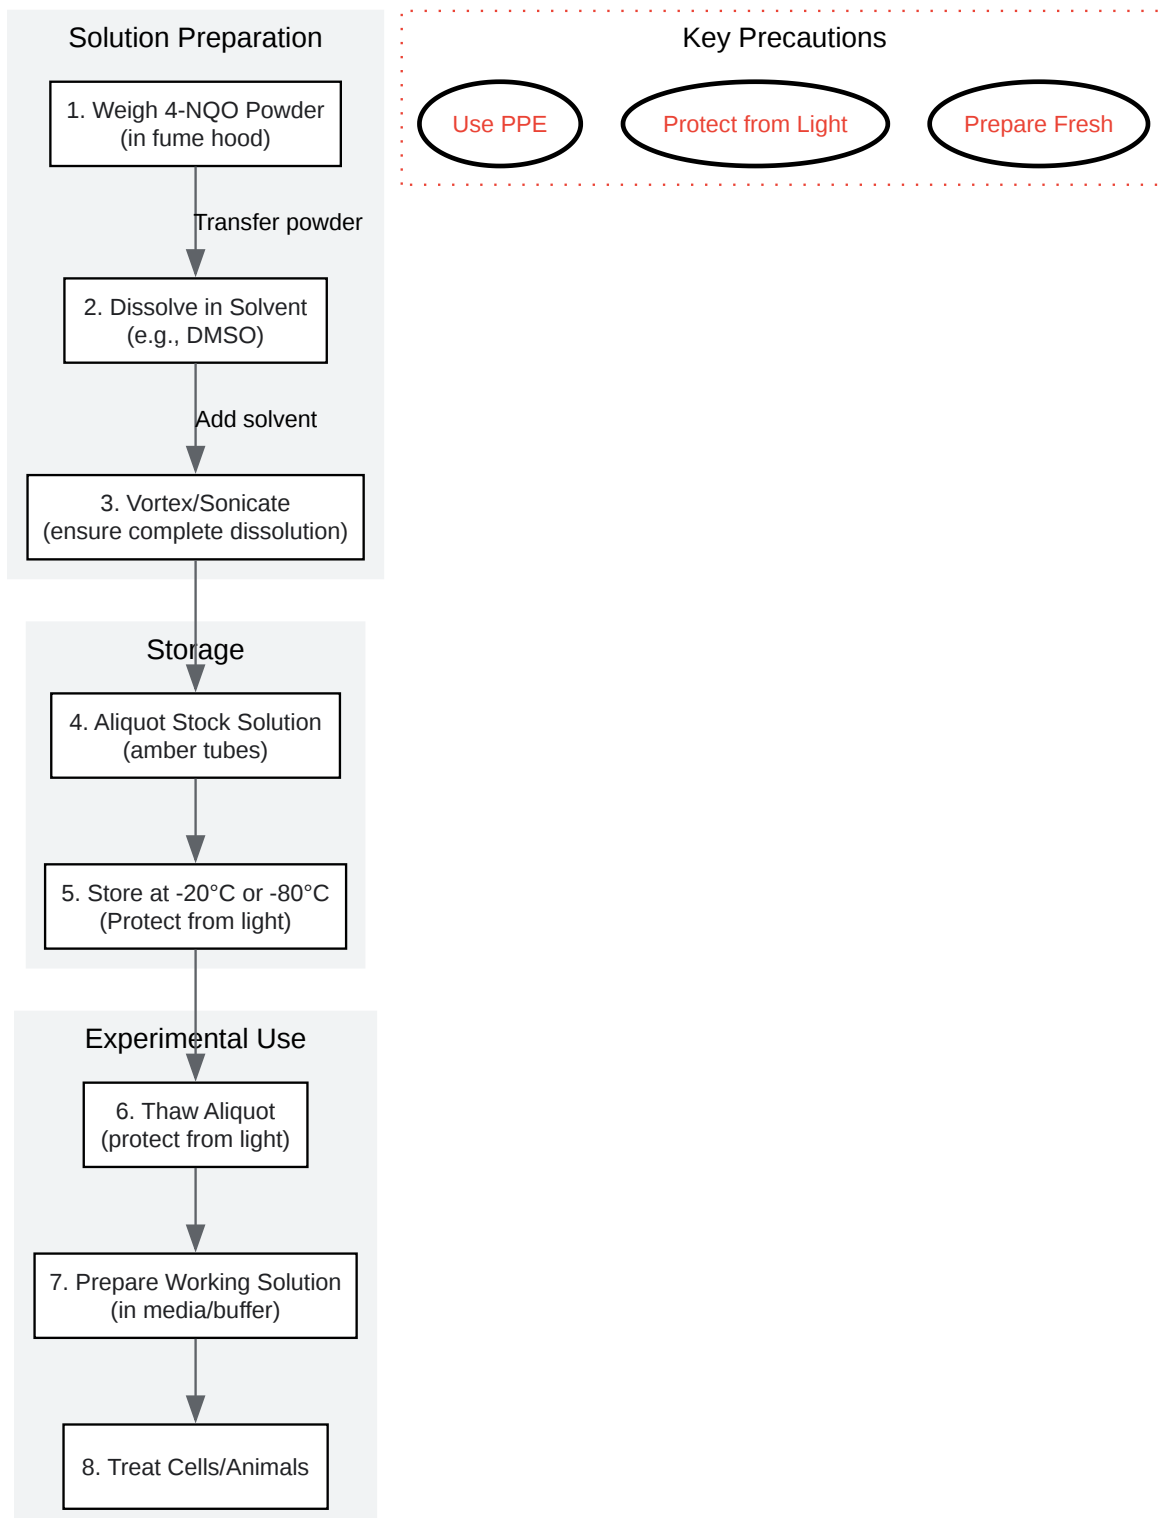 Solution Preparation
1. Weigh 4-NQO Powder
(in fume hood)
Transfer powder
2. Dissolve in Solvent
(e.g., DMSO)
Add solvent
3. Vortex/Sonicate
(ensure complete dissolution)
Storage
4. Aliquot Stock Solution
(amber tubes)
5. Store at -20°C or -80°C
(Protect from light)
Experimental Use
6. Thaw Aliquot
(protect from light)
7. Prepare Working Solution
(in media/buffer)
8. Treat Cells/Animals
Key Precautions
Use PPE
Protect from Light
Prepare Fresh